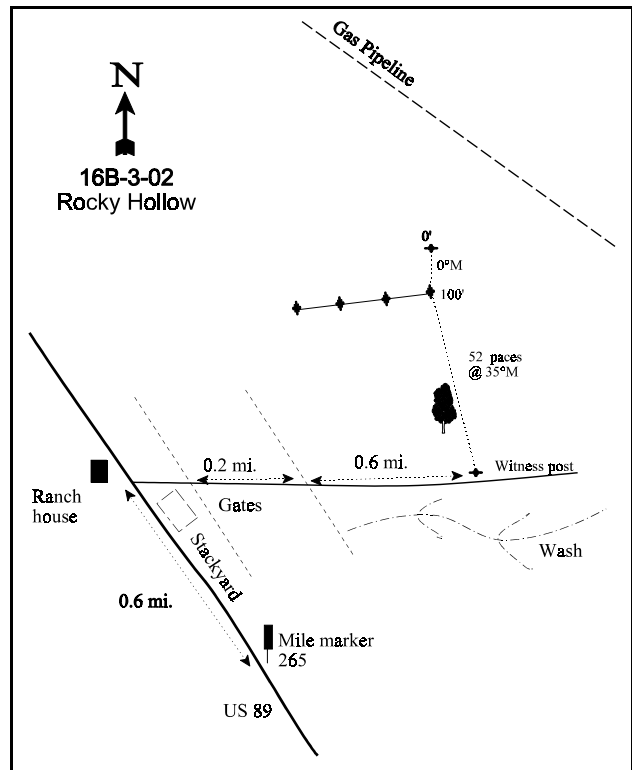 Gas Pipeline
N
16B-3-02
Rocky Hollow
0'
0°M
100'
52 paces
@ 35°M
0.2 mi.
0.6 mi.
Witness post
Ranch
house
Gates
Stackyard
Wash
0.6 mi.
Mile marker
265
US 89